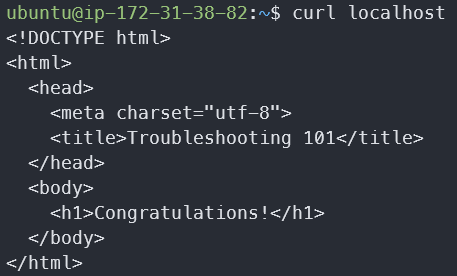 ubuntu@ip-172-31-38-82:~$ curl localhost
<!DOCTYPE html>
<html>
  <head>
    <meta charset="utf-8">
    <title>Troubleshooting 101</title>
  </head>
  <body>
    <h1>Congratulations!</h1>
  </body>
</html>